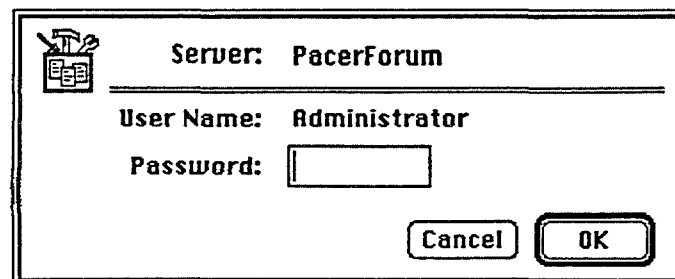 Server: PacerForum
User Name: Administrator
Password:
Cancel OK